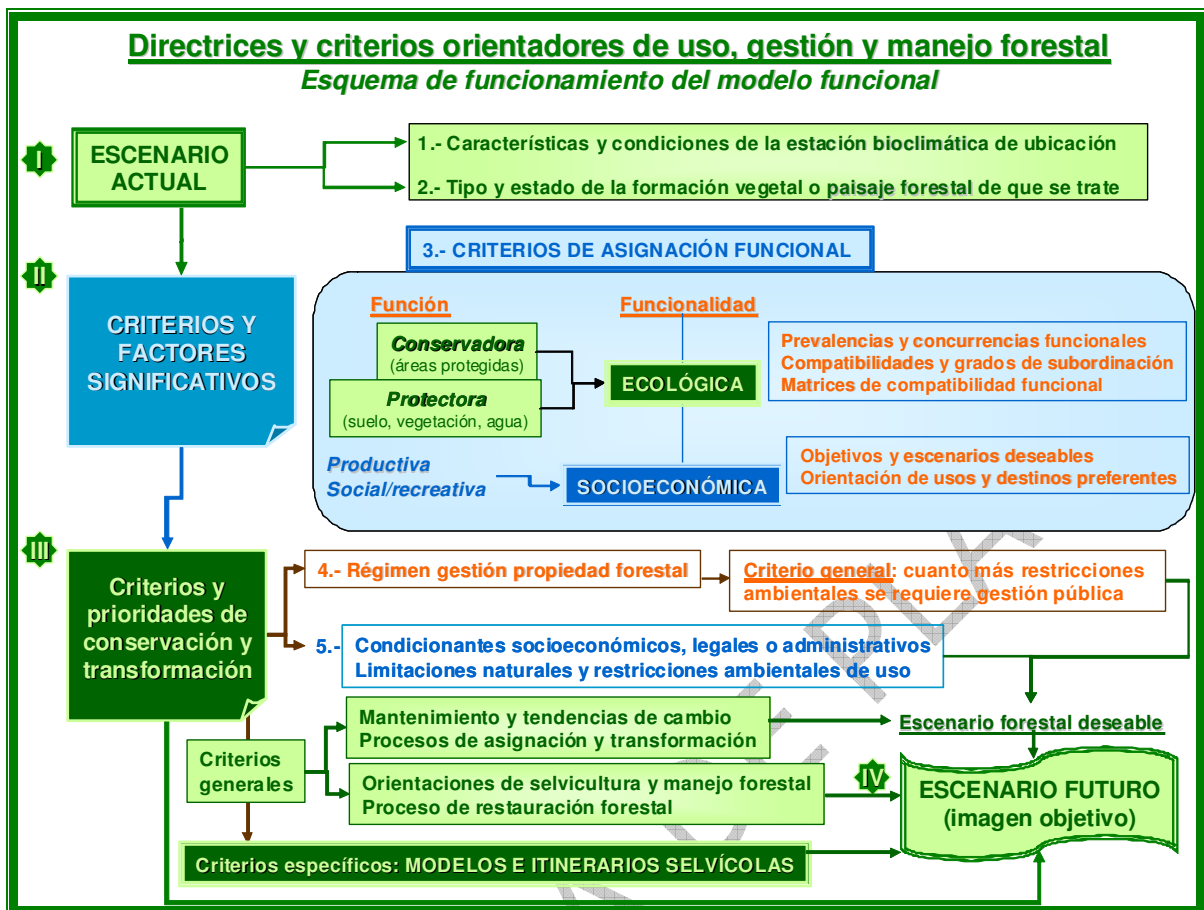 Directrices y criterios orientadores de uso, gestión y manejo forestal
Esquema de funcionamiento del modelo funcional
I
ESCENARIO
ACTUAL
1.- Características y condiciones de la estación bioclimática de ubicación
2.- Tipo y estado de la formación vegetal o paisaje forestal de que se trate
II
CRITERIOS Y
FACTORES
SIGNIFICATIVOS
3.- CRITERIOS DE ASIGNACIÓN FUNCIONAL
Función
Funcionalidad
Conservadora
(áreas protegidas)
Protectora
(suelo, vegetación, agua)
ECOLÓGICA
Prevalencias y concurrencias funcionales
Compatibilidades y grados de subordinación
Matrices de compatibilidad funcional
Productiva
Social/recreativa
SOCIOECONÓMICA
Objetivos y escenarios deseables
Orientación de usos y destinos preferentes
III
Criterios y
prioridades de
conservación y
transformación
4.- Régimen gestión propiedad forestal
Criterio general: cuanto más restricciones
ambientales se requiere gestión pública
5.- Condicionantes socioeconómicos, legales o administrativos
Limitaciones naturales y restricciones ambientales de uso
Criterios
generales
Mantenimiento y tendencias de cambio
Procesos de asignación y transformación
Escenario forestal deseable
Orientaciones de selvicultura y manejo forestal
Proceso de restauración forestal
IV
ESCENARIO FUTURO
(imagen objetivo)
Criterios específicos: MODELOS E ITINERARIOS SELVÍCOLAS
DE PLA